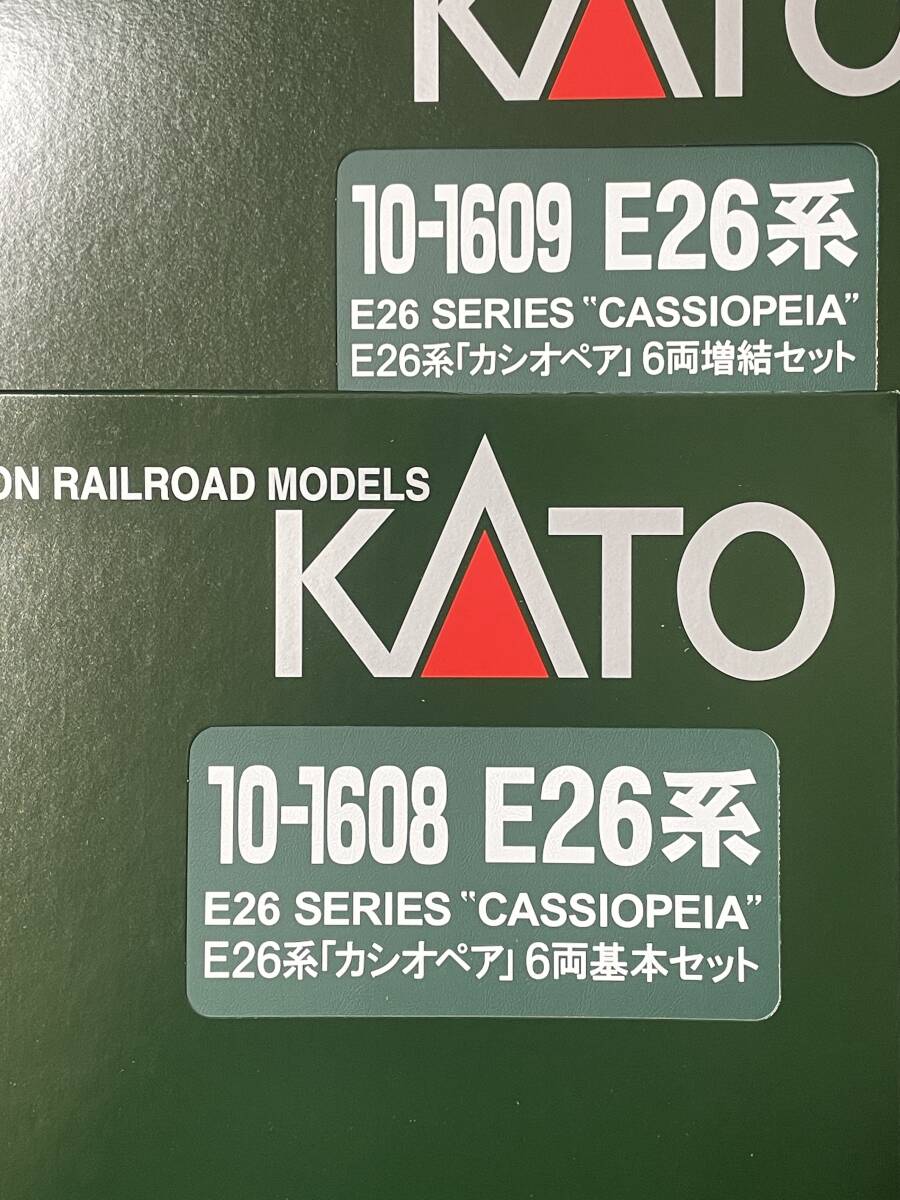 KATO
10-1609 E26系
E26 SERIES "CASSIOPEIA"
E26系「カシオペア」6両増結セット
ON RAILROAD MODELS
KATO
10-1608 E26系
E26 SERIES "CASSIOPEIA"
E26系「カシオペア」6両基本セット